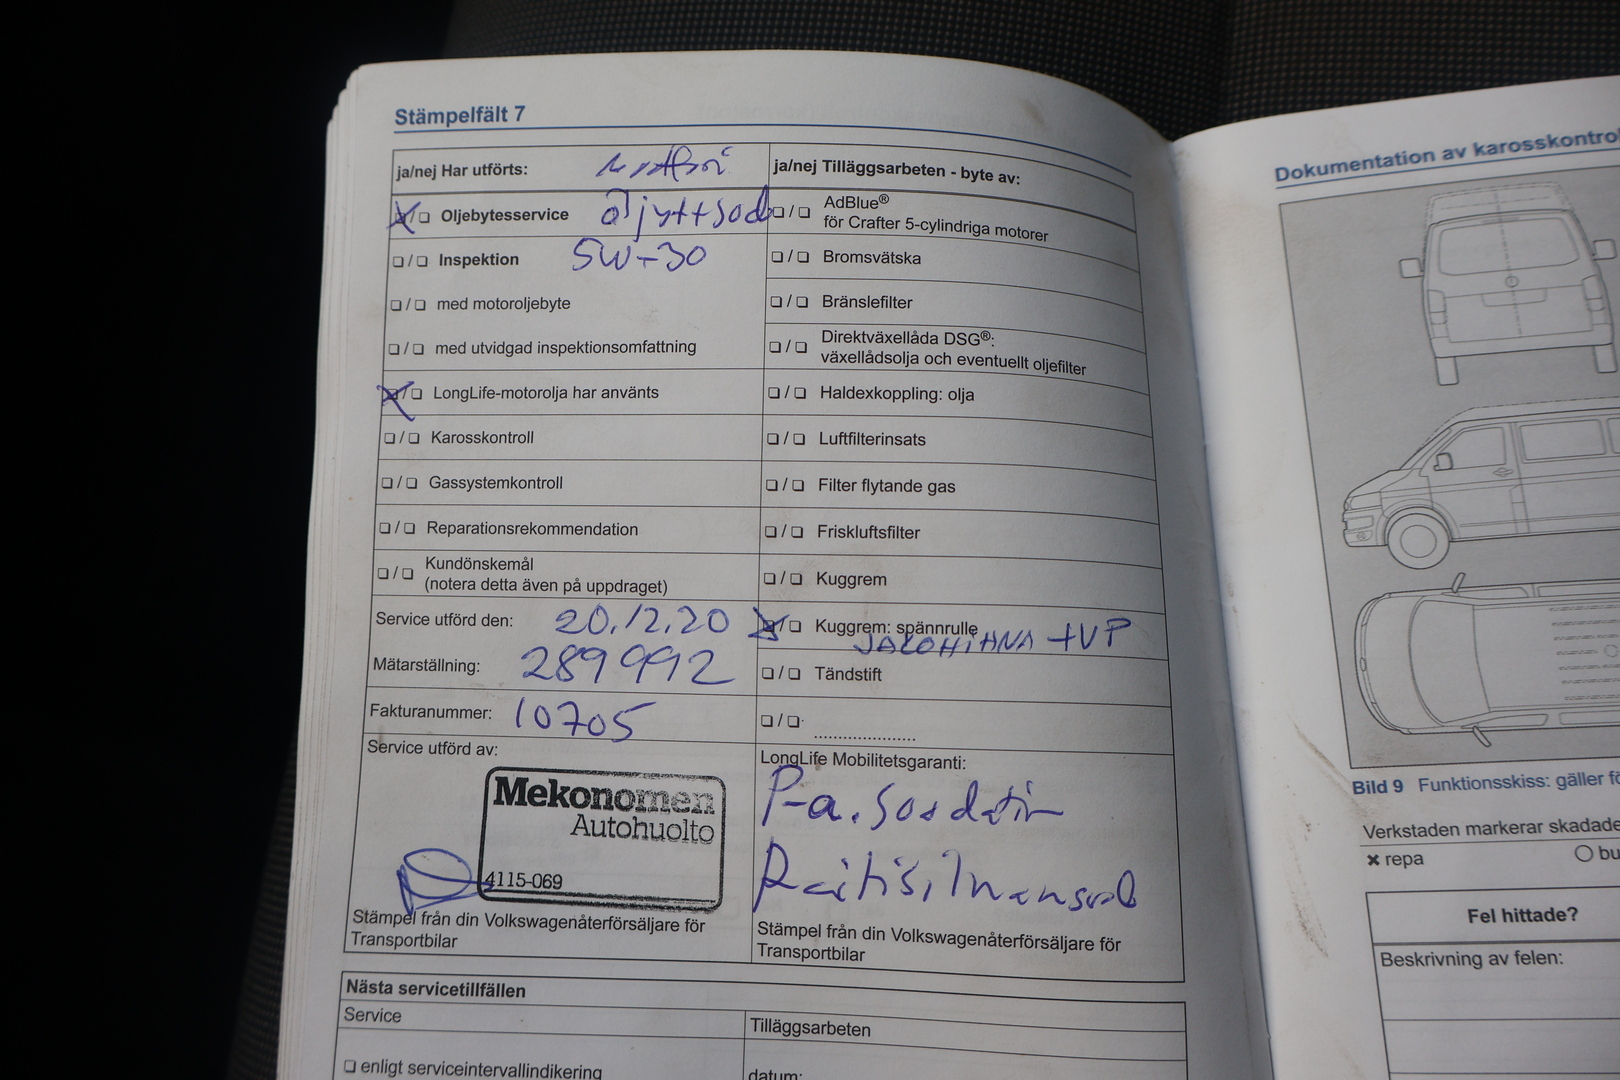 Stämpelfält 7
ja/nej Har utförts:
Oljebytesservice
Inspektion 5W-30
med motoroljebyte
med utvidgad inspektionsomfattning
LongLife-motorolja har använts
Karosskontroll
Gassystemkontroll
Reparationsrekommendation
Kundönskemål
(notera detta även på uppdraget)
Service utförd den: 20.12.20
Mätarställning: 289992
Fakturanummer: 10705
Service utförd av:
Mekonomen
Autohuolto
4115-069
Stämpel från din Volkswagenåterförsäljare för
Transportbilar
ja/nej Tilläggsarbeten - byte av:
AdBlue®
för Crafter 5-cylindriga motorer
Bromsvätska
Bränslefilter
Direktväxellåda DSG®:
växellådsolja och eventuellt oljefilter
Haldexkoppling: olja
Luftfilterinsats
Filter flytande gas
Friskluftsfilter
Kuggrem
Kuggrem: spännrulle
JAKOHIHNA +VP
Tändstift
LongLife Mobilitetsgaranti:
Stämpel från din Volkswagenåterförsäljare för
Transportbilar
Nästa servicetillfällen
Service
Tilläggsarbeten
enligt serviceintervallindikering
datum:
Dokumentation av karosskontrol
Bild 9 Funktionsskiss: gäller fö
Verkstaden markerar skadade
repa
bu
Fel hittade?
Beskrivning av felen: